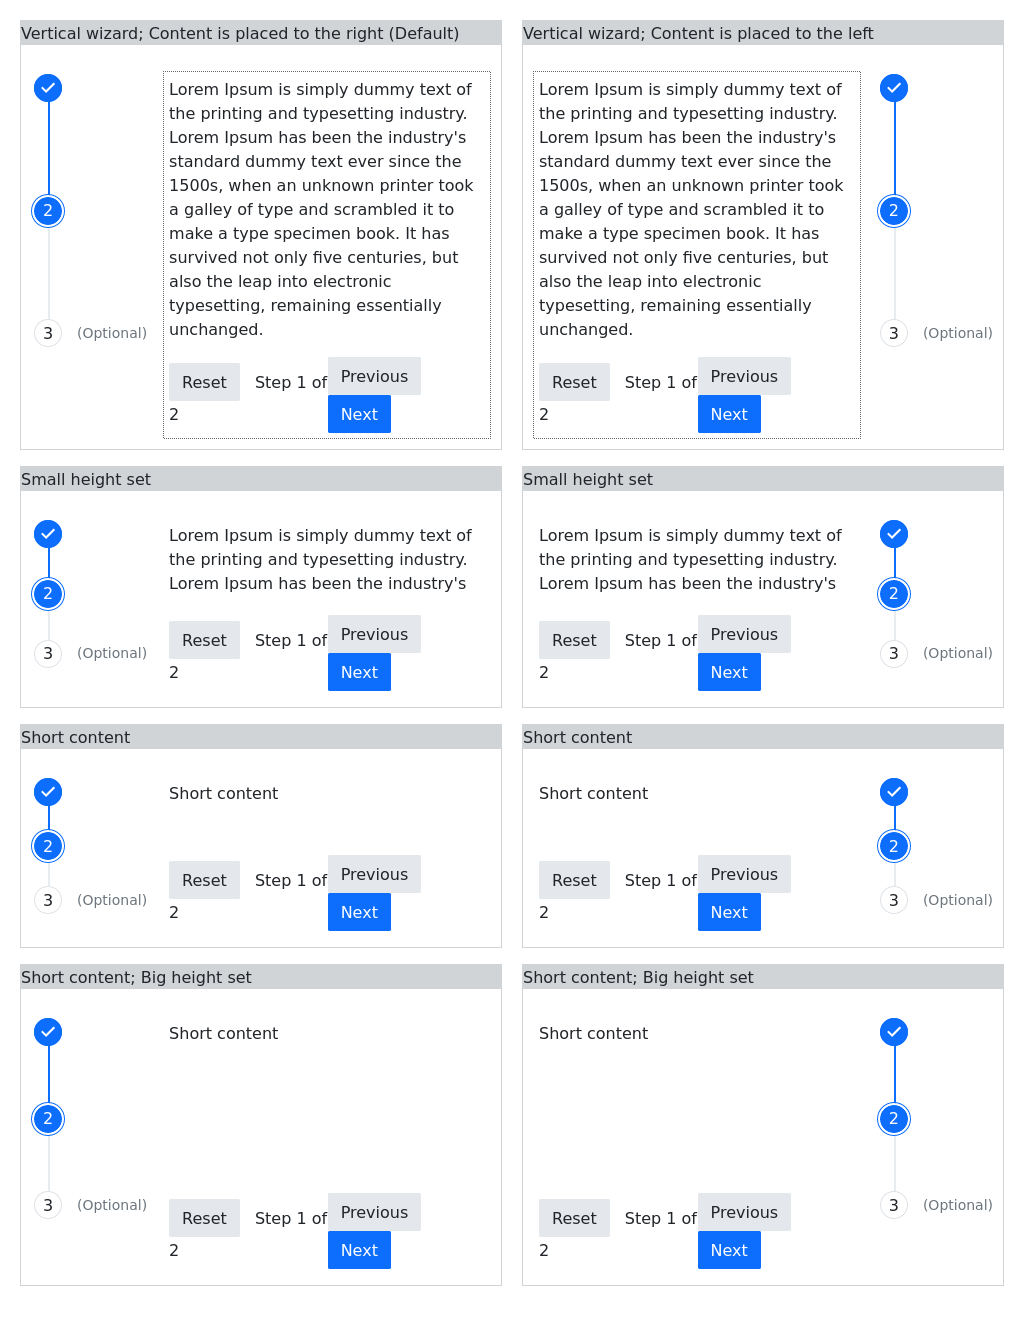 Vertical wizard; Content is placed to the right (Default)
Lorem Ipsum is simply dummy text of
the printing and typesetting industry.
Lorem Ipsum has been the industry's
standard dummy text ever since the
1500s, when an unknown printer took
2
a galley of type and scrambled it to
make a type specimen book. It has
survived not only five centuries, but
also the leap into electronic
typesetting, remaining essentially
3 (Optional)
unchanged.
Reset Step 1 of Previous
2 Next
Vertical wizard; Content is placed to the left
Lorem Ipsum is simply dummy text of
the printing and typesetting industry.
Lorem Ipsum has been the industry's
standard dummy text ever since the
1500s, when an unknown printer took
2
a galley of type and scrambled it to
make a type specimen book. It has
survived not only five centuries, but
also the leap into electronic
typesetting, remaining essentially
unchanged.
3 (Optional)
Reset Step 1 of Previous
2 Next
Small height set
Lorem Ipsum is simply dummy text of
the printing and typesetting industry.
Lorem Ipsum has been the industry's
2
3 (Optional)
Reset Step 1 of Previous
2 Next
Small height set
Lorem Ipsum is simply dummy text of
the printing and typesetting industry.
Lorem Ipsum has been the industry's
2
3 (Optional)
Reset Step 1 of Previous
2 Next
Short content
Short content
2
3 (Optional)
Reset Step 1 of Previous
2 Next
Short content
Short content
2
3 (Optional)
Reset Step 1 of Previous
2 Next
Short content; Big height set
Short content
2
3 (Optional)
Reset Step 1 of Previous
2 Next
Short content; Big height set
Short content
2
3 (Optional)
Reset Step 1 of Previous
2 Next